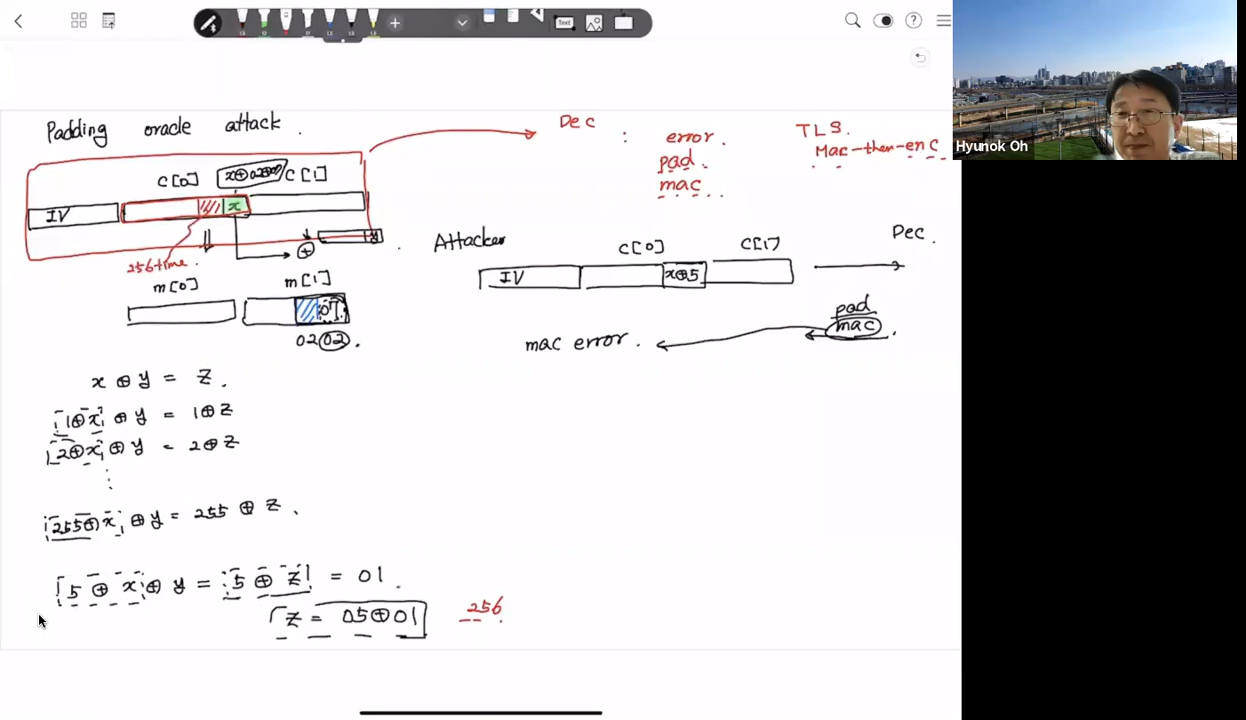 Text
Hyunok Oh
Padding oracle attack.
Dec : error.
pad.
mac
TLS.
Mac-then-enc
C[0] C[1]
IV x
y
256 time.
m[0] m[1]
07
02 02.
Attacker
C[0] C[1] Dec.
IV x⊕5
pad
mac.
mac error.
x ⊕ y = z.
1⊕x ⊕ y = 1⊕z
2⊕x ⊕ y = 2⊕z
⋮
255⊕x ⊕ y = 255 ⊕ z.
5 ⊕ x ⊕ y = 5 ⊕ z = 01.
z = 05⊕01 256